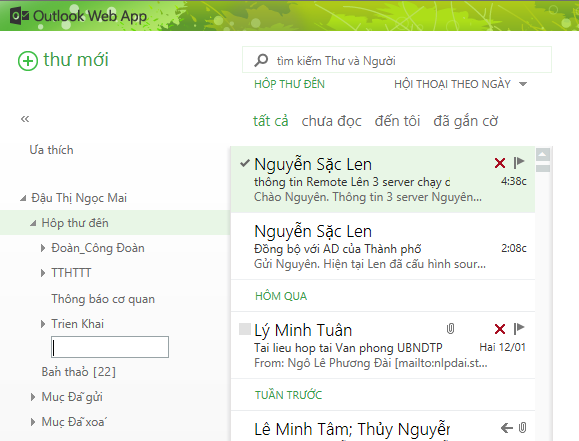 Outlook Web App
thư mới
tìm kiếm Thư và Người
HỘP THƯ ĐẾN HỘI THOẠI THEO NGÀY
«
tất cả chưa đọc đến tôi đã gắn cờ
Ưa thích
Đậu Thị Ngọc Mai
Hộp thư đến
Đoàn_Công Đoàn
TTHTTT
Thông báo cơ quan
Trien Khai
Bản thảo [22]
Mục Đã gửi
Mục Đã xoá
Nguyễn Sặc Len
thông tin Remote Lên 3 server chạy c 4:38c
Chào Nguyên. Thông tin 3 server Nguyên...
Nguyễn Sặc Len
Đồng bộ với AD của Thành phố 2:08c
Gửi Nguyên. Hiện tại Len đã cấu hình sour...
HÔM QUA
Lý Minh Tuân
Tai lieu hop tai Van phong UBNDTP Hai 12/01
From: Ngô Lê Phương Đài [mailto:nlpdai.st...
TUẦN TRƯỚC
Lê Minh Tâm; Thủy Nguyễn